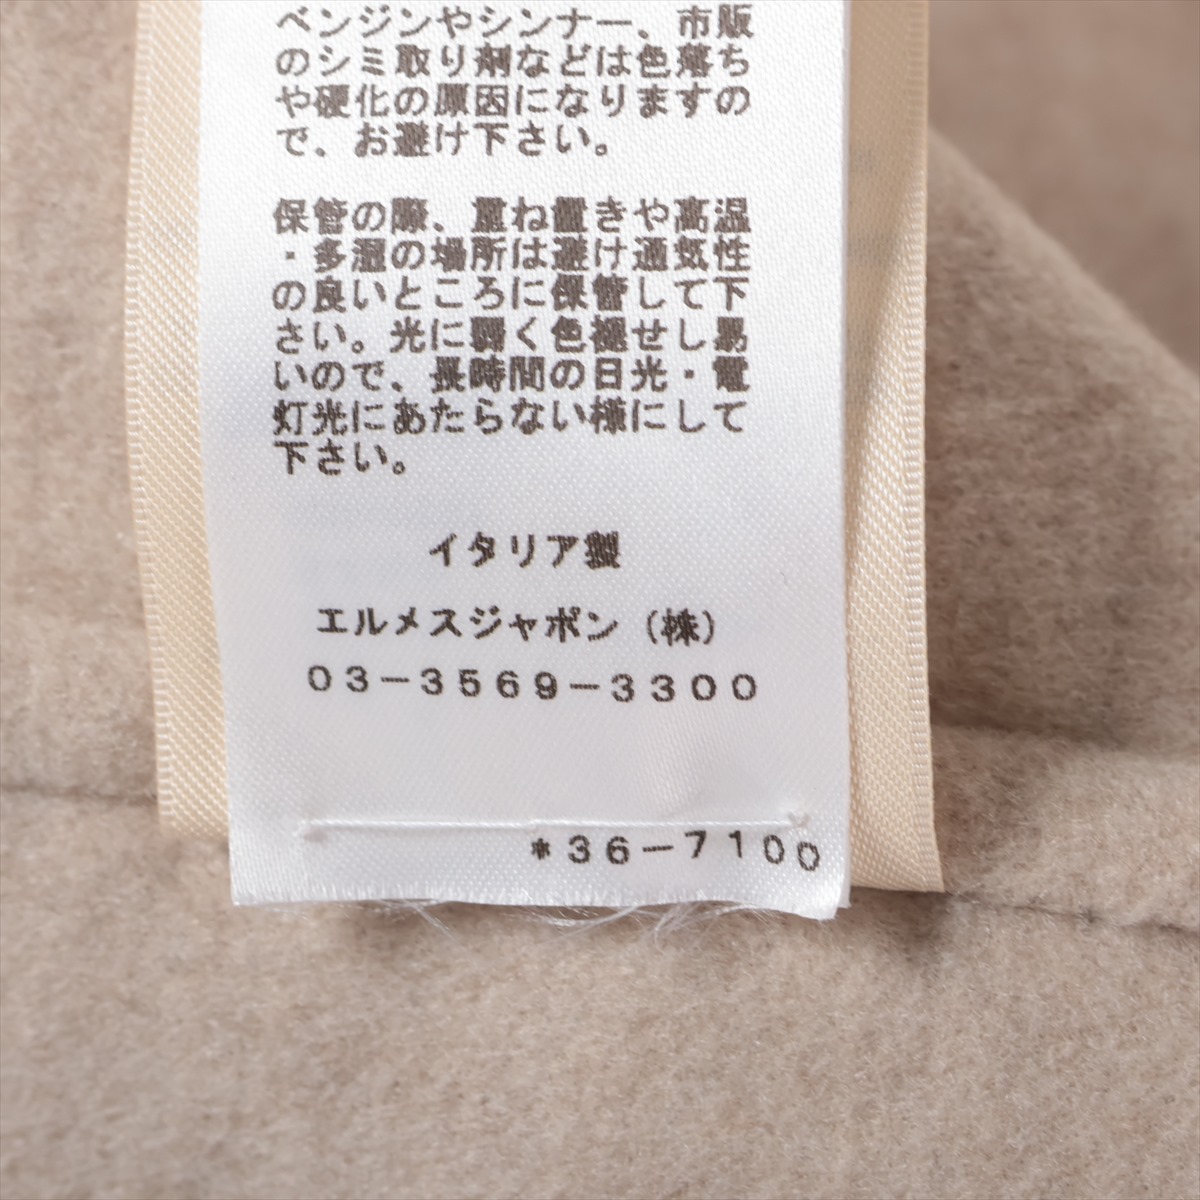 ベンジンやシンナー、市販
のシミ取り剤などは色落ち
や硬化の原因になりますの
で、お避け下さい。
保管の際、重ね置きや高温
・多湿の場所は避け通気性
の良いところに保管して下
さい。光に弱く色褪せし易
いので、長時間の日光・電
灯光にあたらない様にして
下さい。
イタリア製
エルメスジャポン（株）
03-3569-3300
*36-7100